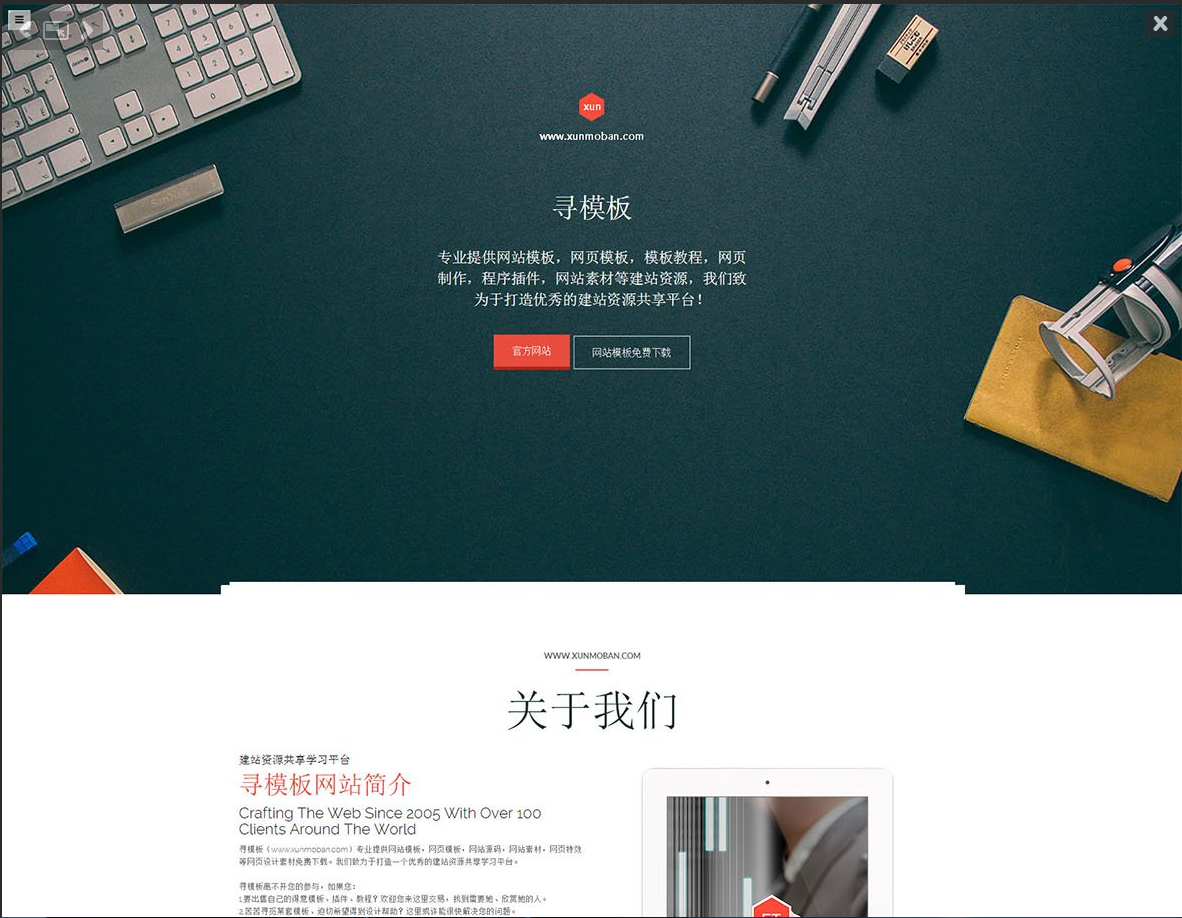 xun
www.xunmoban.com
寻模板
专业提供网站模板，网页模板，模板教程，网页
制作，程序插件，网站素材等建站资源，我们致
为于打造优秀的建站资源共享平台！
官方网站
网站模板免费下载
WWW.XUNMOBAN.COM
关于我们
建站资源共享学习平台
寻模板网站简介
Crafting The Web Since 2005 With Over 100
Clients Around The World
寻模板（www.xunmoban.com）专业提供网站模板，网页模板，网站源码，网站素材，网页特效
等网页设计素材免费下载。我们致力于打造一个优秀的建站资源共享学习平台。
寻模板离不开您的参与，如果您：
1.要出售自己的得意模板、插件、教程？欢迎您来这里交易，找到需要她、欣赏她的人。
2.苦苦寻觅某套模板、迫切希望得到设计帮助？这里或许能很快解决您的问题。